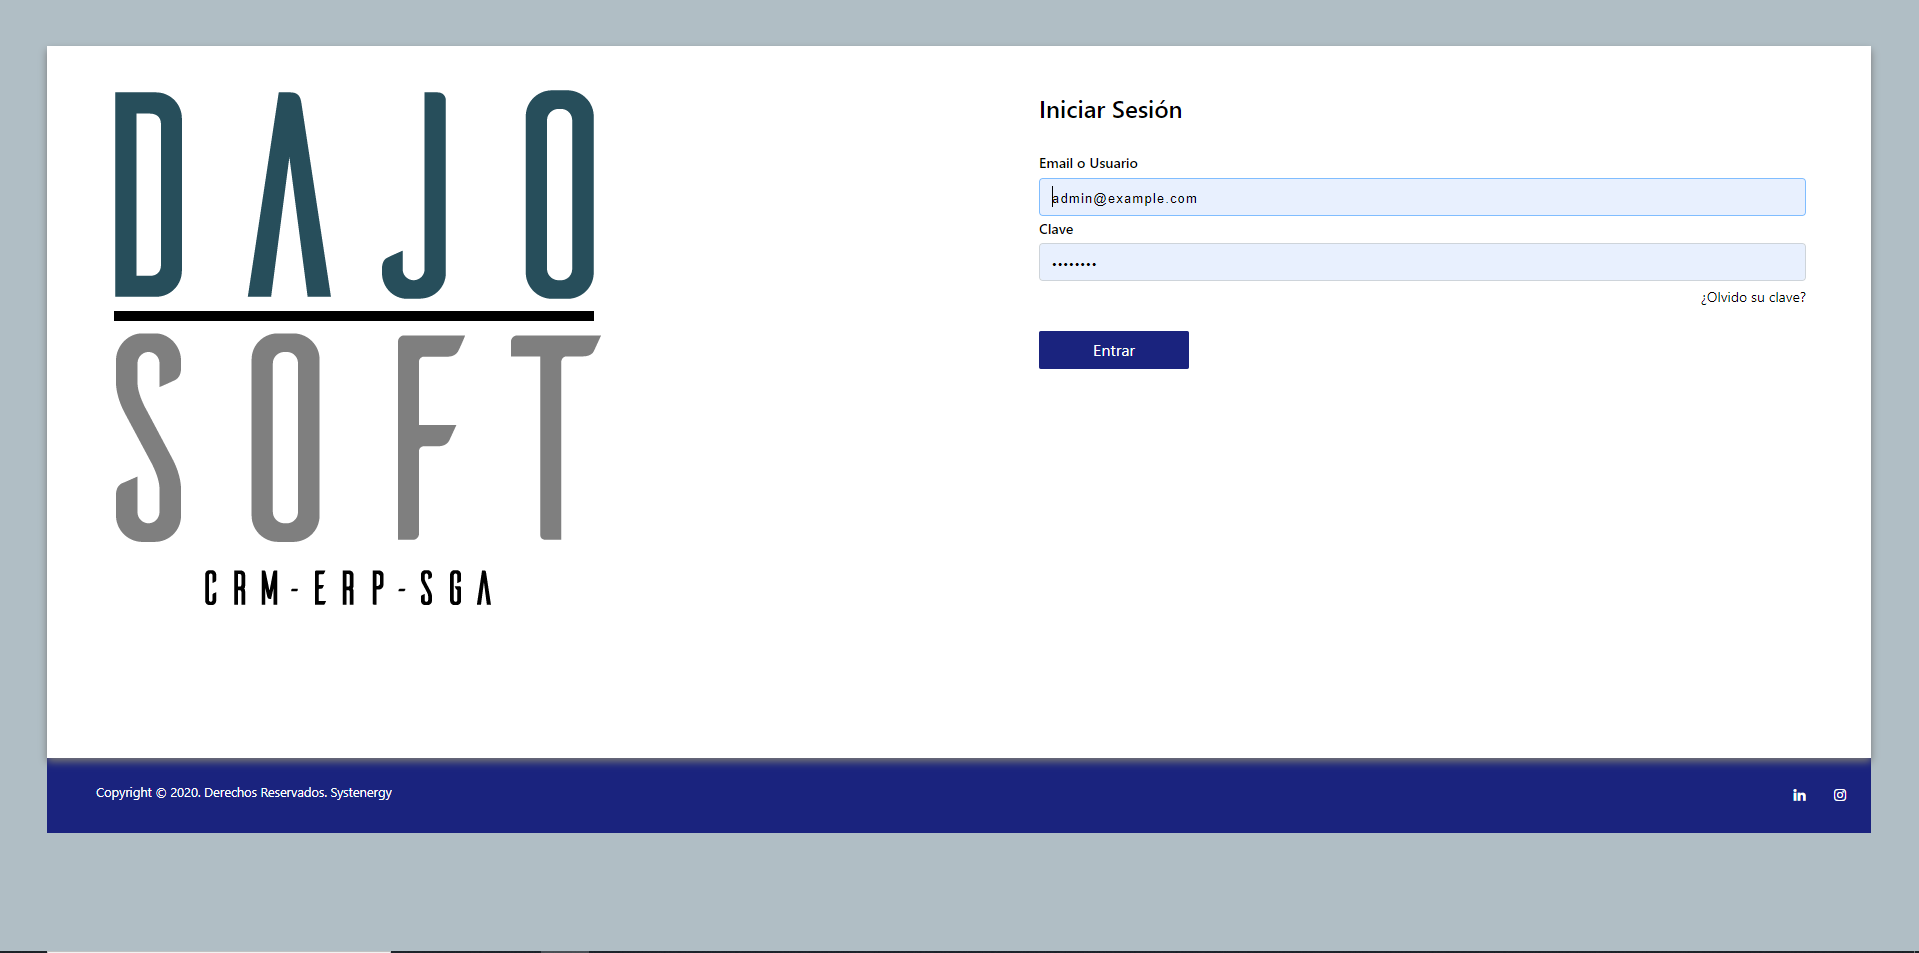 DAJO
SOFT
CRM-ERP-SGA
Iniciar Sesión
Email o Usuario
admin@example.com
Clave
••••••••
¿Olvido su clave?
Entrar
Copyright © 2020. Derechos Reservados. Systenergy